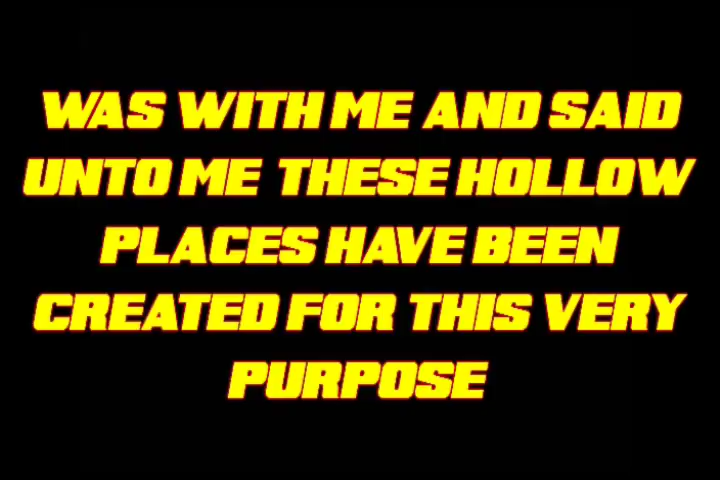 WAS WITH ME AND SAID
UNTO ME THESE HOLLOW
PLACES HAVE BEEN
CREATED FOR THIS VERY
PURPOSE